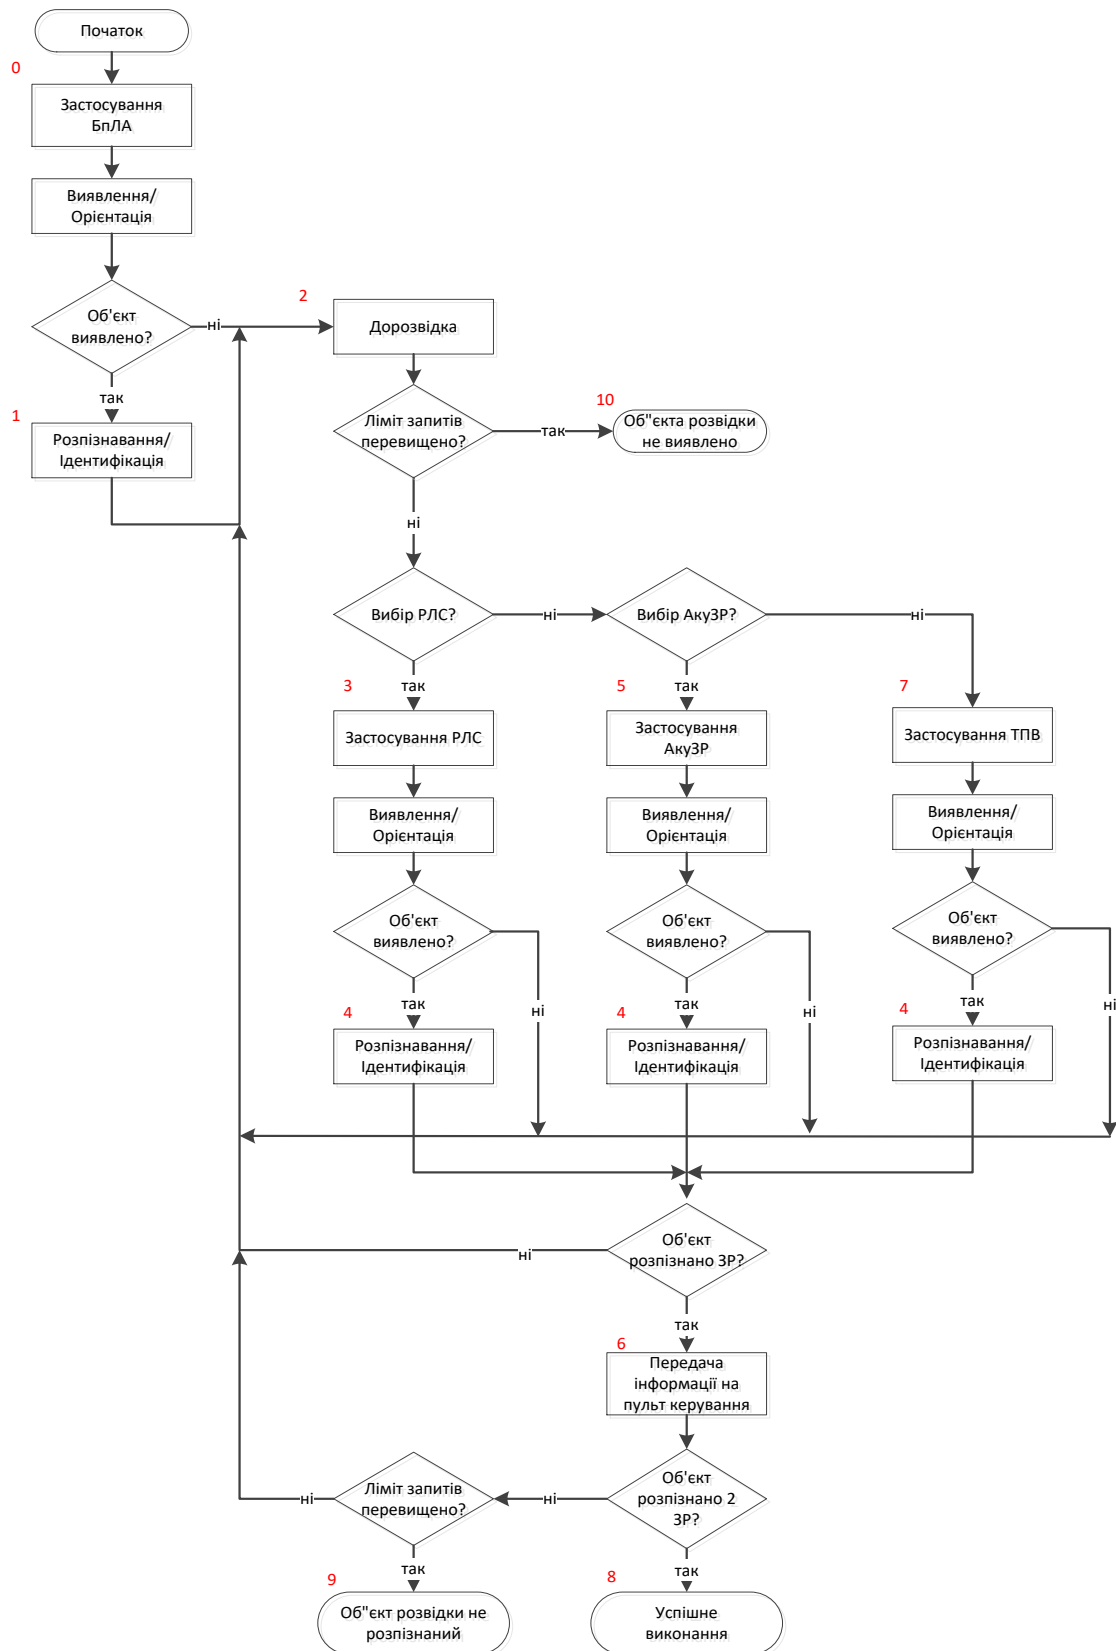 Початок
0
Застосування
БпЛА
Виявлення/
Орієнтація
Об'єкт
виявлено?
ні
2
Дорозвідка
так
1
Розпізнавання/
Ідентифікація
Ліміт запитів
перевищено?
так
10
Об"єкта розвідки
не виявлено
ні
Вибір РЛС?
ні
Вибір АкуЗР?
ні
3
так
5
так
7
Застосування РЛС
Застосування
АкуЗР
Застосування ТПВ
Виявлення/
Орієнтація
Виявлення/
Орієнтація
Виявлення/
Орієнтація
Об'єкт
виявлено?
Об'єкт
виявлено?
Об'єкт
виявлено?
так
ні
так
ні
так
ні
4
Розпізнавання/
Ідентифікація
4
Розпізнавання/
Ідентифікація
4
Розпізнавання/
Ідентифікація
Об'єкт
розпізнано ЗР?
ні
так
6
Передача
інформації на
пульт керування
Об'єкт
розпізнано 2
ЗР?
ні
Ліміт запитів
перевищено?
ні
так
9
Об"єкт розвідки не
розпізнаний
так
8
Успішне
виконання